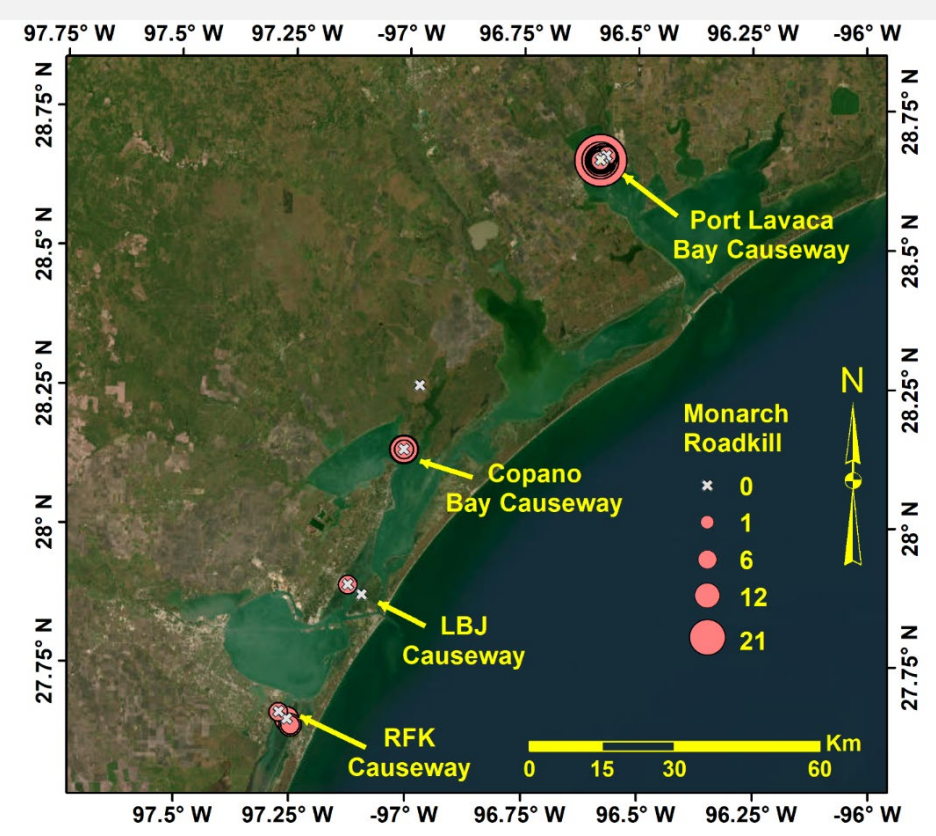 97.75° W 97.5° W 97.25° W -97° W 96.75° W 96.5° W 96.25° W -96° W
28.75° N
28.75° N
Port Lavaca
Bay Causeway
28.5° N
28.5° N
28.25° N
28.25° N
N
Monarch
Roadkill
0
Copano
Bay Causeway
1
28° N
28° N
6
12
LBJ
Causeway
21
27.75° N
27.75° N
RFK
Causeway
Km
0 15 30 60
97.5° W 97.25° W -97° W 96.75° W 96.5° W 96.25° W -96° W